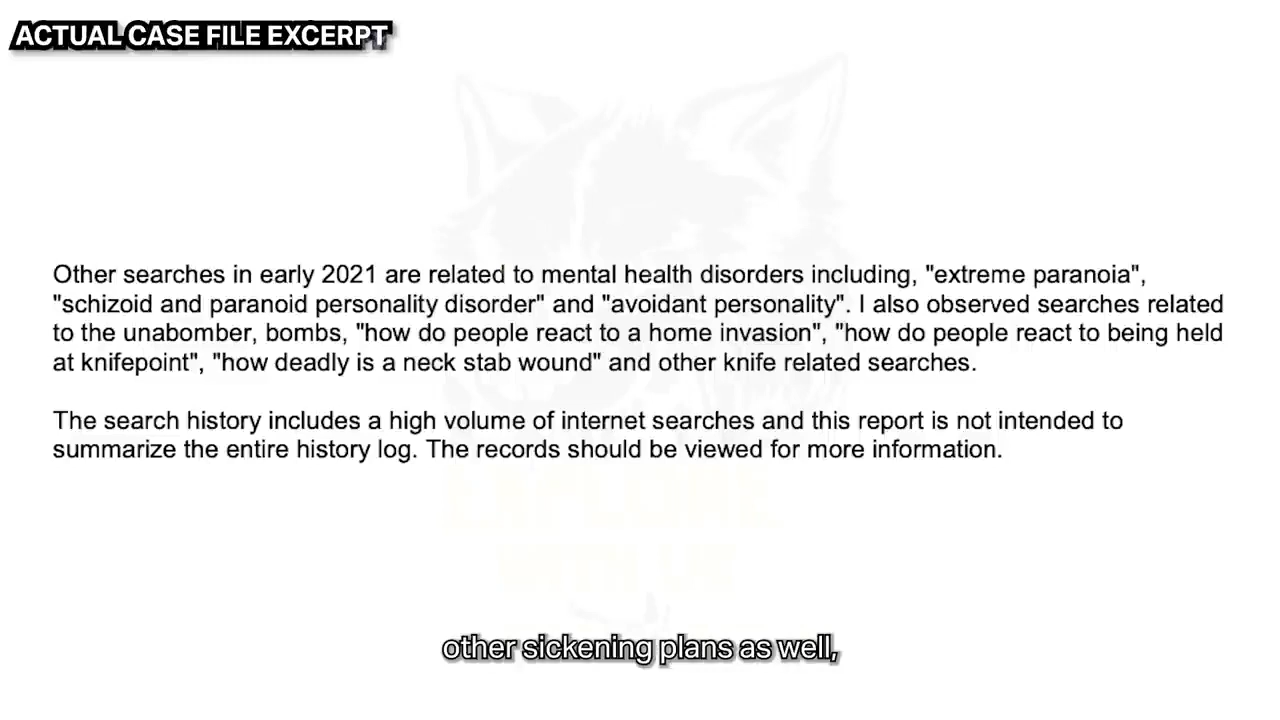 ACTUAL CASE FILE EXCERPT
Other searches in early 2021 are related to mental health disorders including, "extreme paranoia",
"schizoid and paranoid personality disorder" and "avoidant personality". I also observed searches related
to the unabomber, bombs, "how do people react to a home invasion", "how do people react to being held
at knifepoint", "how deadly is a neck stab wound" and other knife related searches.
The search history includes a high volume of internet searches and this report is not intended to
summarize the entire history log. The records should be viewed for more information.
EXPLORE
WITH US
other sickening plans as well,